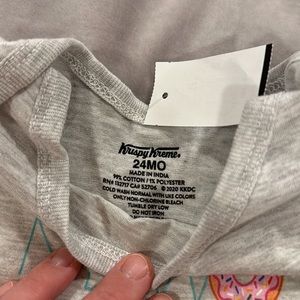 Krispy Kreme
24MO
MADE IN INDIA
99% COTTON / 1% POLYESTER
RN# 132717 CA# 52706 © 2020 KKDC
COLD WASH NORMAL WITH LIKE COLORS
ONLY NON-CHLORINE BLEACH
TUMBLE DRY LOW
DO NOT IRON